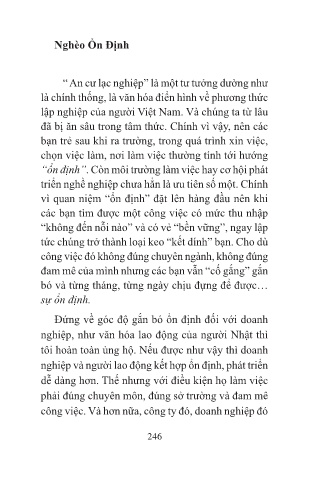 Nghèo Ổn Định
“ An cư lạc nghiệp” là một tư tưởng dường như
là chính thống, là văn hóa điển hình về phương thức
lập nghiệp của người Việt Nam. Và chúng ta từ lâu
đã bị ăn sâu trong tâm thức. Chính vì vậy, nên các
bạn trẻ sau khi ra trường, trong quá trình xin việc,
chọn việc làm, nơi làm việc thường tính tới hướng
“ổn định”. Còn môi trường làm việc hay cơ hội phát
triển nghề nghiệp chưa hẳn là ưu tiên số một. Chính
vì quan niệm “ổn định” đặt lên hàng đầu nên khi
các bạn tìm được một công việc có mức thu nhập
“không đến nỗi nào” và có vẻ “bền vững”, ngay lập
tức chúng trở thành loại keo “kết dính” bạn. Cho dù
công việc đó không đúng chuyên ngành, không đúng
đam mê của mình nhưng các bạn vẫn “cố gắng” gắn
bó và từng tháng, từng ngày chịu đựng để được…
sự ổn định.
Đứng về góc độ gắn bó ổn định đối với doanh
nghiệp, như văn hóa lao động của người Nhật thì
tôi hoàn toàn ủng hộ. Nếu được như vậy thì doanh
nghiệp và người lao động kết hợp ổn định, phát triển
dễ dàng hơn. Thế nhưng với điều kiện họ làm việc
phải đúng chuyên môn, đúng sở trường và đam mê
công việc. Và hơn nữa, công ty đó, doanh nghiệp đó
246